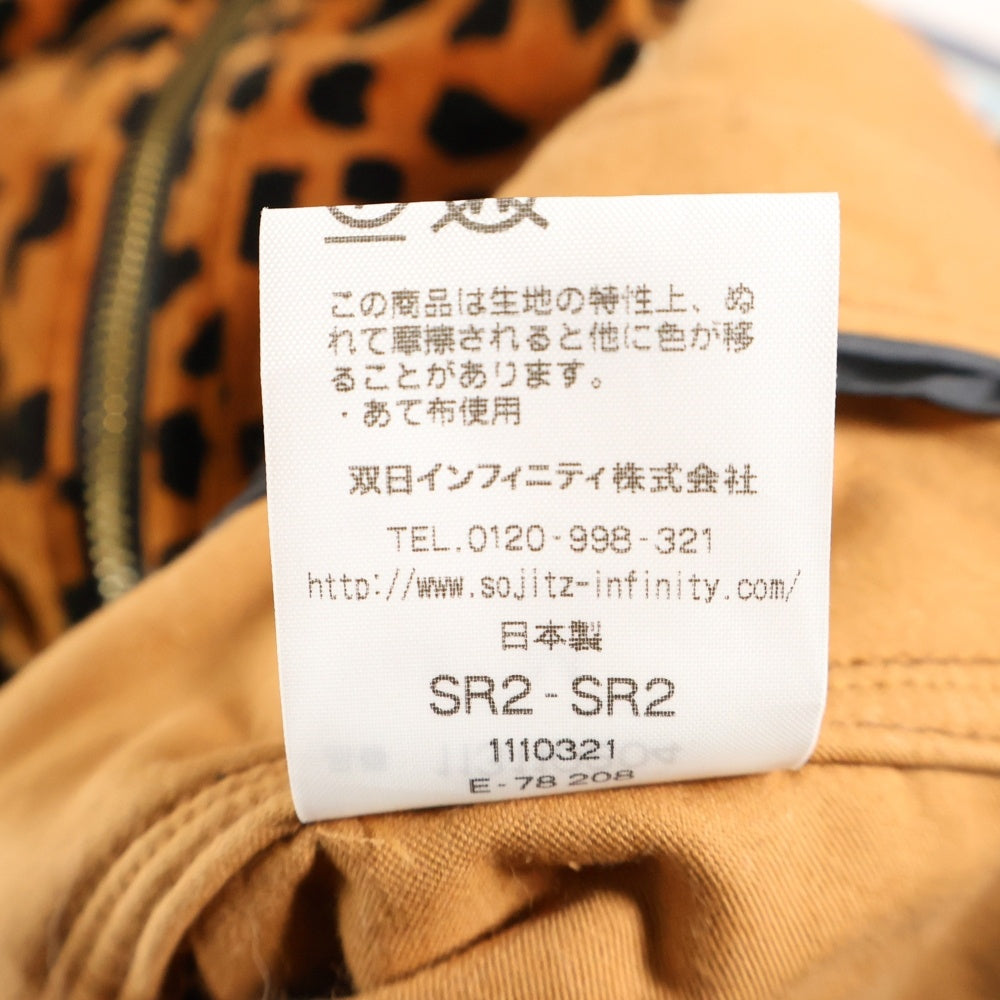 この商品は生地の特性上、ぬ
れて摩擦されると他に色が移
ることがあります。
・あて布使用
双日インフィニティ株式会社
TEL.0120-998-321
http://www.sojitz-infinity.com/
日本製
SR2-SR2
1110321
E-78 208